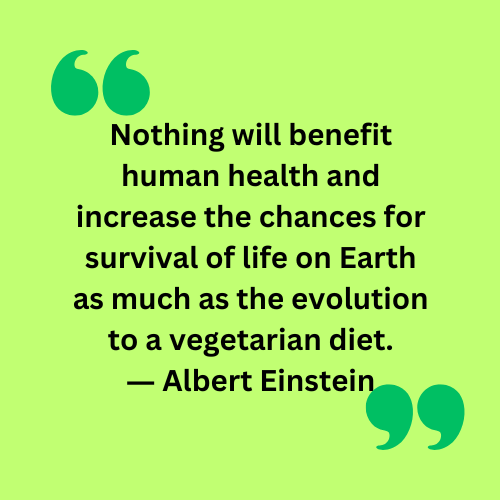 Nothing will benefit
human health and
increase the chances for
survival of life on Earth
as much as the evolution
to a vegetarian diet.
— Albert Einstein